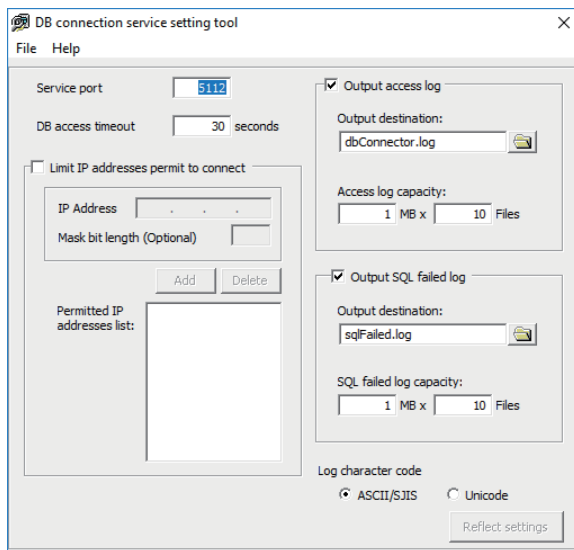 DB connection service setting tool
File Help
Service port 5112
DB access timeout 30 seconds
Limit IP addresses permit to connect
IP Address . . .
Mask bit length (Optional)
Add Delete
Permitted IP
addresses list:
Output access log
Output destination:
dbConnector.log
Access log capacity:
1 MB x 10 Files
Output SQL failed log
Output destination:
sqlFailed.log
SQL failed log capacity:
1 MB x 10 Files
Log character code
ASCII/SJIS Unicode
Reflect settings